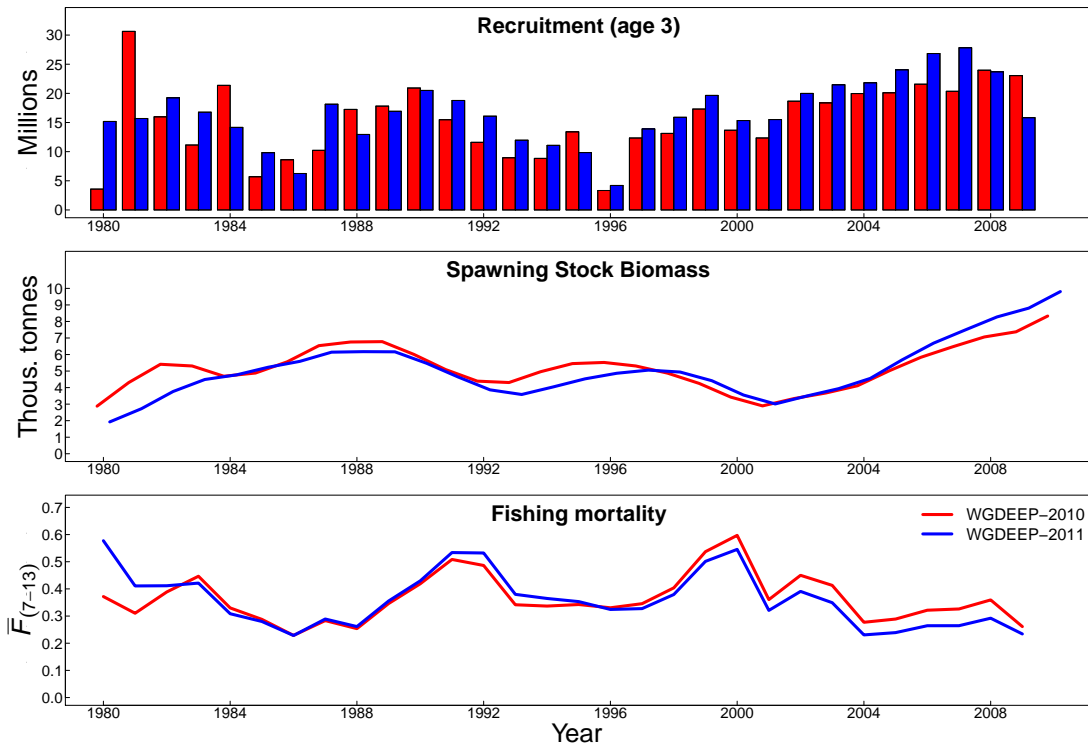 Recruitment (age 3)
Millions
30
25
20
15
10
5
0
1980 1984 1988 1992 1996 2000 2004 2008
Spawning Stock Biomass
Thous. tonnes
10
9
8
7
6
5
4
3
2
1
0
1980 1984 1988 1992 1996 2000 2004 2008
Fishing mortality
WGDEEP−2010
WGDEEP−2011
F̅(7−13)
0.7
0.6
0.5
0.4
0.3
0.2
0.1
0.0
1980 1984 1988 1992 1996 2000 2004 2008
Year